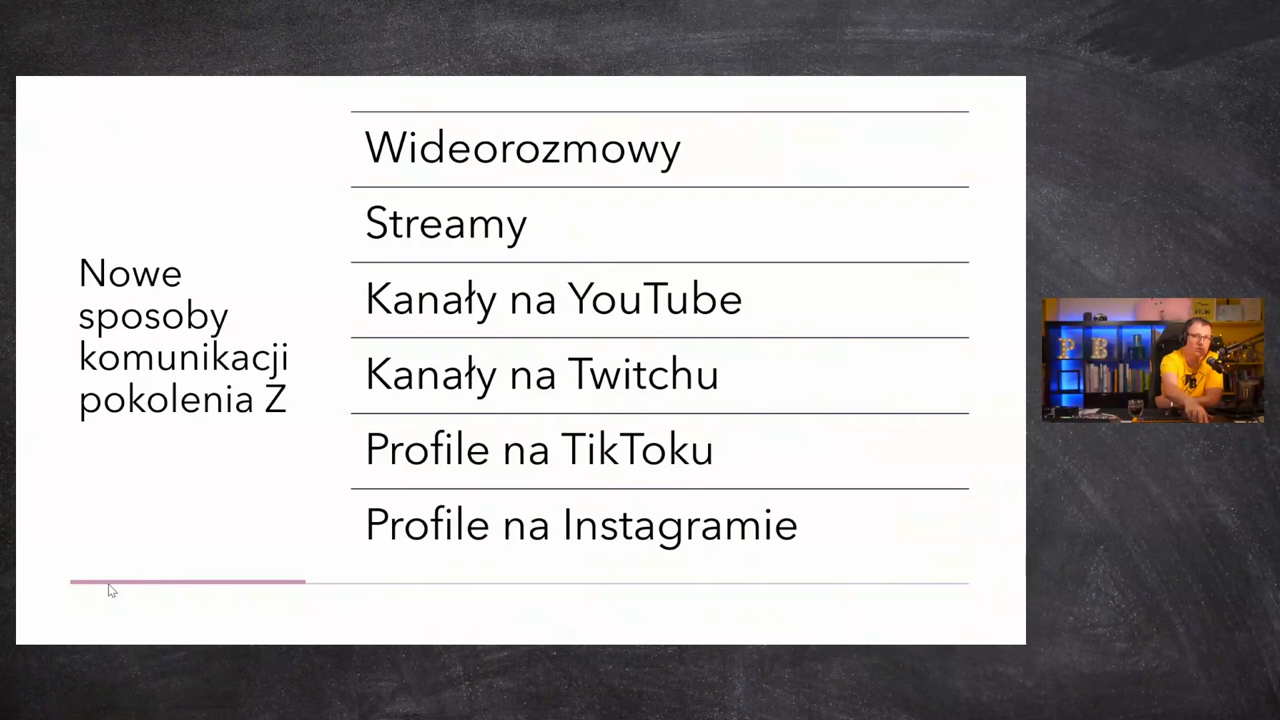 Nowe
sposoby
komunikacji
pokolenia Z
Wideorozmowy
Streamy
Kanały na YouTube
Kanały na Twitchu
Profile na TikToku
Profile na Instagramie
P B